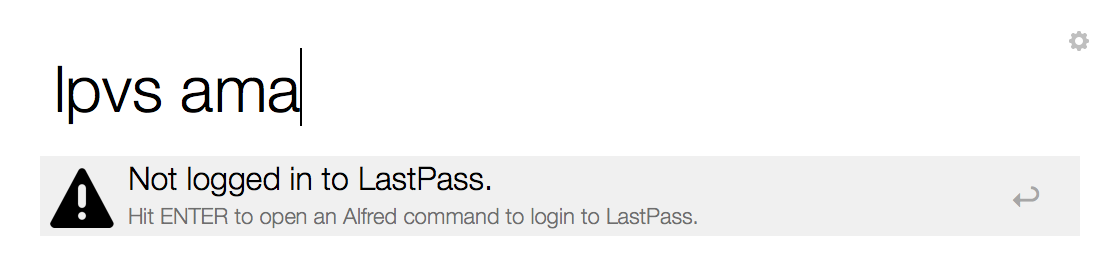 lpvs ama
Not logged in to LastPass.
Hit ENTER to open an Alfred command to login to LastPass.